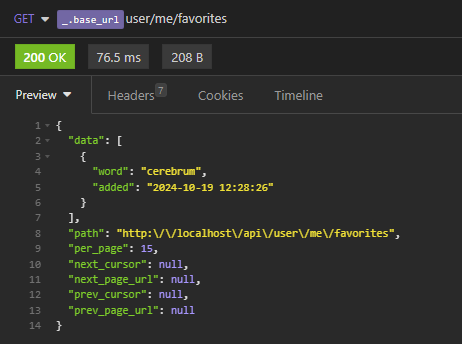 GET ▼ _.base_url user/me/favorites
200 OK 76.5 ms 208 B
Preview ▼ Headers 7 Cookies Timeline
1 ▼ {
2 ▼ "data": [
3 ▼ {
4 "word": "cerebrum",
5 "added": "2024-10-19 12:28:26"
6 }
7 ],
8 "path": "http:\/\/localhost\/api\/user\/me\/favorites",
9 "per_page": 15,
10 "next_cursor": null,
11 "next_page_url": null,
12 "prev_cursor": null,
13 "prev_page_url": null
14 }